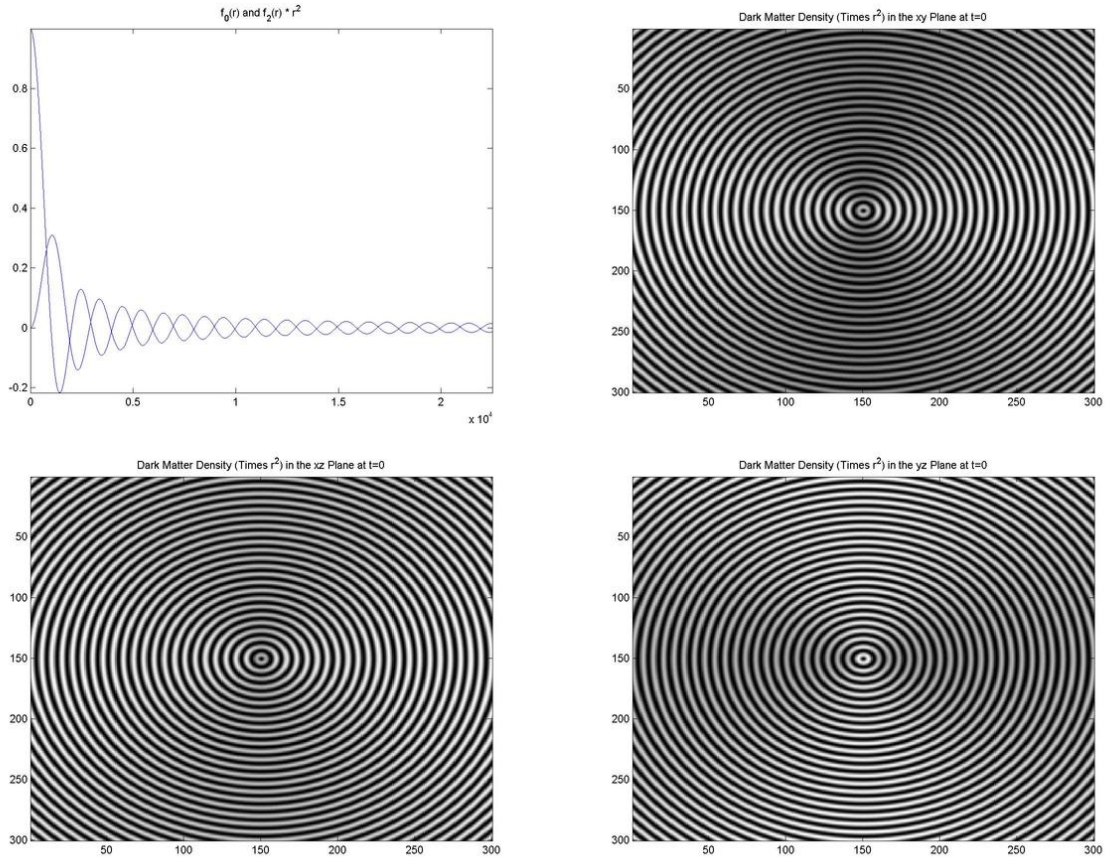 f₀(r) and f₂(r) * r²
0.8
0.6
0.4
0.2
0
-0.2
0 0.5 1 1.5 2
x 10⁴
Dark Matter Density (Times r²) in the xy Plane at t=0
50
100
150
200
250
300
50 100 150 200 250 300
Dark Matter Density (Times r²) in the xz Plane at t=0
50
100
150
200
250
300
50 100 150 200 250 300
Dark Matter Density (Times r²) in the yz Plane at t=0
50
100
150
200
250
300
50 100 150 200 250 300